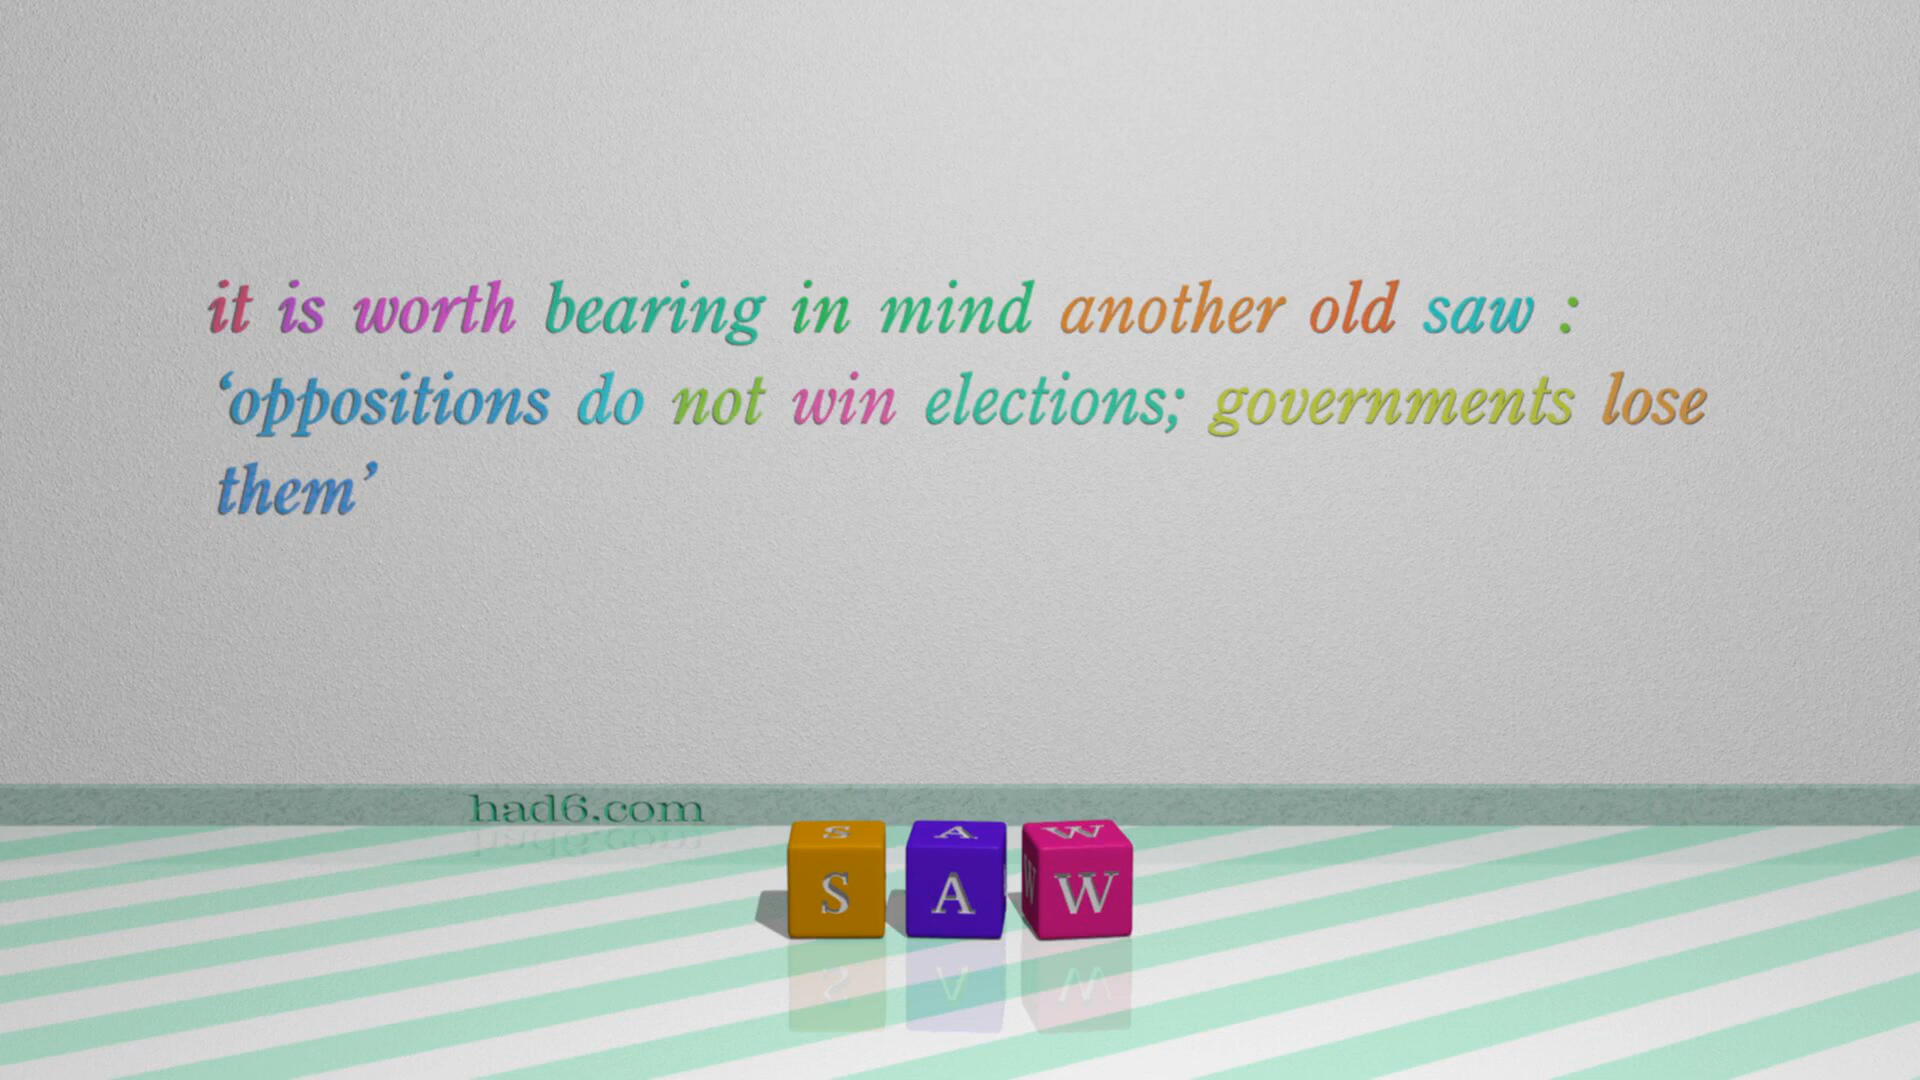 it is worth bearing in mind another old saw :
‘oppositions do not win elections; governments lose
them’
had6.com
S A W
S A W
W